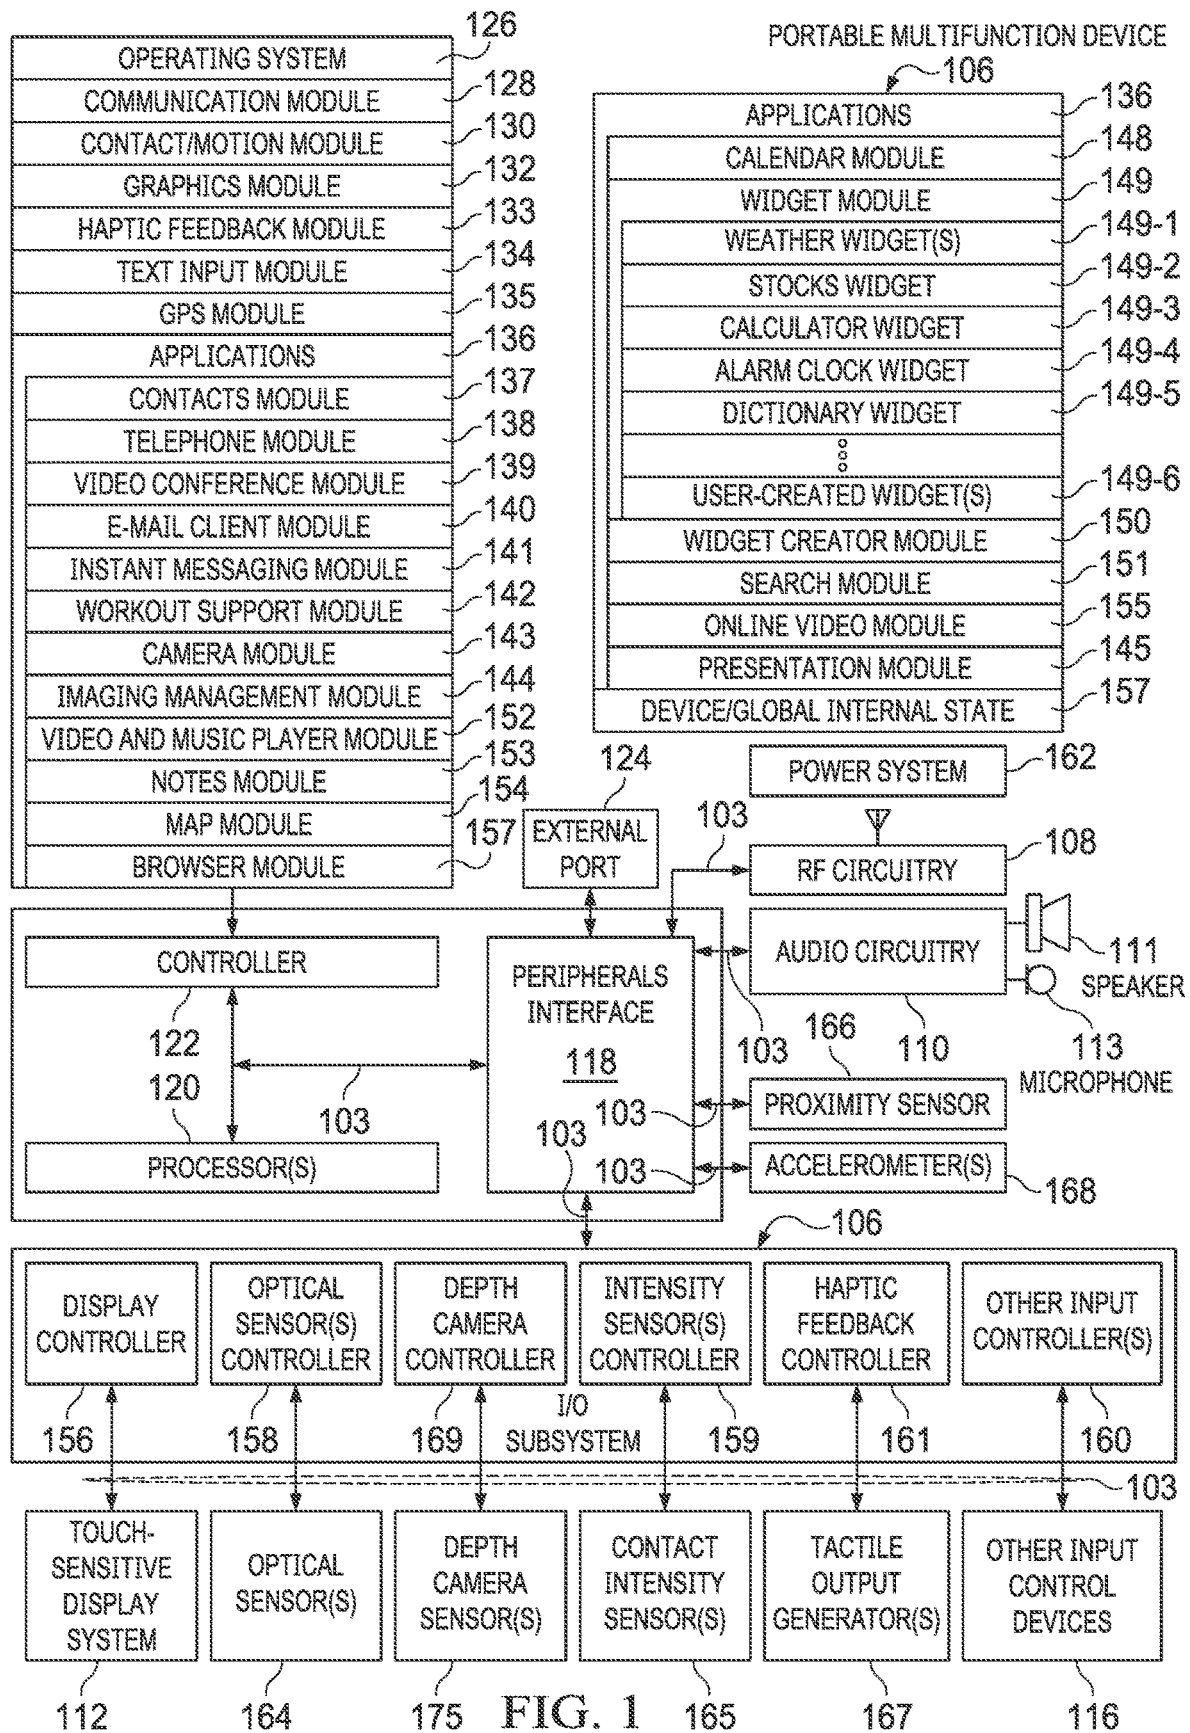 126
OPERATING SYSTEM
128
COMMUNICATION MODULE
130
CONTACT/MOTION MODULE
132
GRAPHICS MODULE
133
HAPTIC FEEDBACK MODULE
134
TEXT INPUT MODULE
135
GPS MODULE
136
APPLICATIONS
137
CONTACTS MODULE
138
TELEPHONE MODULE
139
VIDEO CONFERENCE MODULE
140
E-MAIL CLIENT MODULE
141
INSTANT MESSAGING MODULE
142
WORKOUT SUPPORT MODULE
143
CAMERA MODULE
144
IMAGING MANAGEMENT MODULE
152
VIDEO AND MUSIC PLAYER MODULE
153
NOTES MODULE
154
MAP MODULE
157
BROWSER MODULE
PORTABLE MULTIFUNCTION DEVICE
106
136
APPLICATIONS
148
CALENDAR MODULE
149
WIDGET MODULE
149-1
WEATHER WIDGET(S)
149-2
STOCKS WIDGET
149-3
CALCULATOR WIDGET
149-4
ALARM CLOCK WIDGET
149-5
DICTIONARY WIDGET
149-6
USER-CREATED WIDGET(S)
150
WIDGET CREATOR MODULE
151
SEARCH MODULE
155
ONLINE VIDEO MODULE
145
PRESENTATION MODULE
157
DEVICE/GLOBAL INTERNAL STATE
162
POWER SYSTEM
124
EXTERNAL
PORT
103
RF CIRCUITRY
108
CONTROLLER
122
120
103
PROCESSOR(S)
PERIPHERALS
INTERFACE
118
103
103
103
AUDIO CIRCUITRY
110
103
111
SPEAKER
113
MICROPHONE
166
PROXIMITY SENSOR
ACCELEROMETER(S)
168
106
DISPLAY
CONTROLLER
156
OPTICAL
SENSOR(S)
CONTROLLER
158
DEPTH
CAMERA
CONTROLLER
169
I/O
SUBSYSTEM
INTENSITY
SENSOR(S)
CONTROLLER
159
HAPTIC
FEEDBACK
CONTROLLER
161
OTHER INPUT
CONTROLLER(S)
160
103
TOUCH-
SENSITIVE
DISPLAY
SYSTEM
112
OPTICAL
SENSOR(S)
164
DEPTH
CAMERA
SENSOR(S)
175
CONTACT
INTENSITY
SENSOR(S)
165
TACTILE
OUTPUT
GENERATOR(S)
167
OTHER INPUT
CONTROL
DEVICES
116
FIG. 1